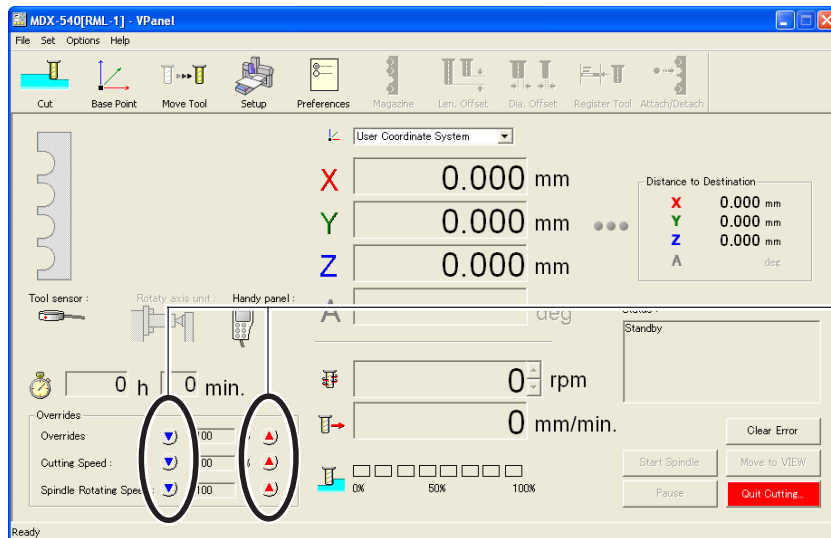 MDX-540[RML-1] - VPanel
File Set Options Help
Cut Base Point Move Tool Setup Preferences Magazine Len. Offset Dia. Offset Register Tool Attach/Detach
User Coordinate System
X 0.000 mm
Y 0.000 mm
Z 0.000 mm
A deg
Distance to Destination
X 0.000 mm
Y 0.000 mm
Z 0.000 mm
A deg
Tool sensor : Rotaty axis unit : Handy panel :
Standby
0 h 0 min.
0 rpm
0 mm/min.
Overrides
Overrides
Cutting Speed :
Spindle Rotating 100
0% 50% 100%
Clear Error
Start Spindle Move to VIEW
Pause Quit Cutting...
Ready